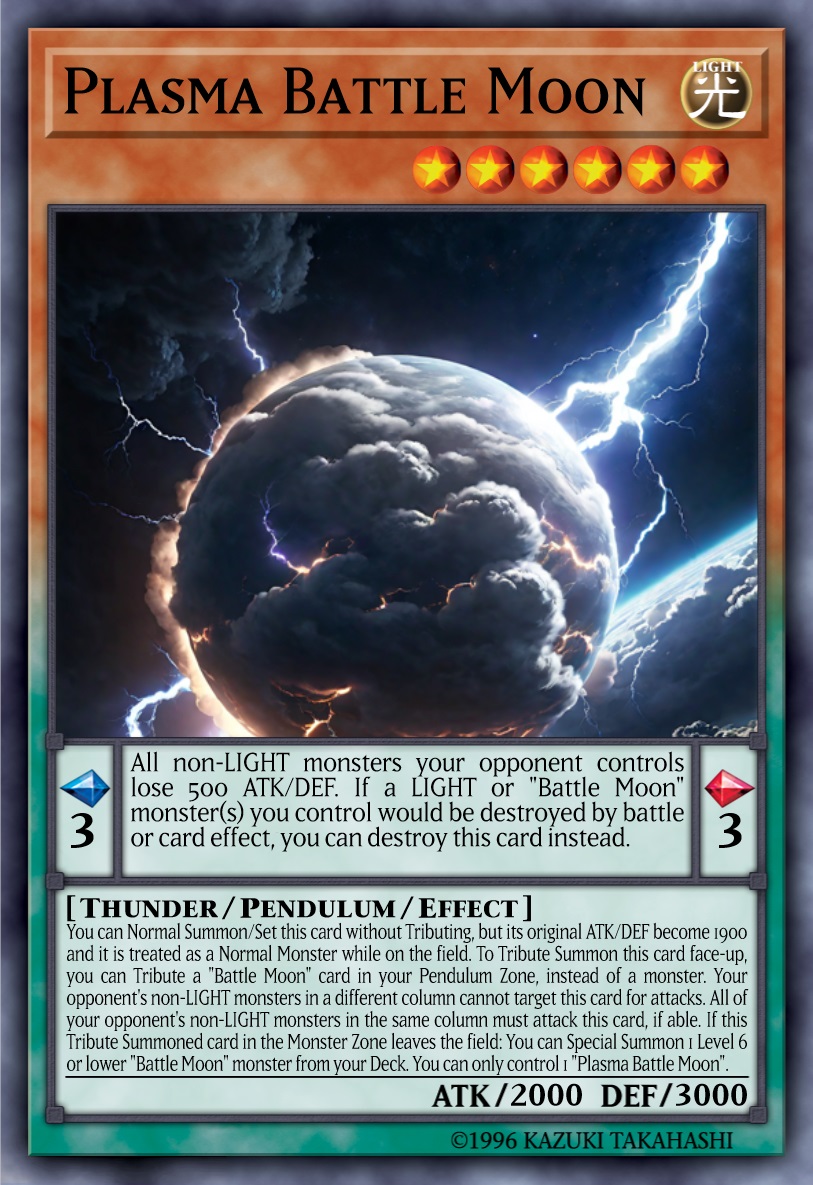 Plasma Battle Moon
LIGHT
光
All non-LIGHT monsters your opponent controls
lose 500 ATK/DEF. If a LIGHT or "Battle Moon"
monster(s) you control would be destroyed by battle
or card effect, you can destroy this card instead.
3
3
[Thunder/Pendulum/Effect]
You can Normal Summon/Set this card without Tributing, but its original ATK/DEF become 1900
and it is treated as a Normal Monster while on the field. To Tribute Summon this card face-up,
you can Tribute a "Battle Moon" card in your Pendulum Zone, instead of a monster. Your
opponent's non-LIGHT monsters in a different column cannot target this card for attacks. All of
your opponent's non-LIGHT monsters in the same column must attack this card, if able. If this
Tribute Summoned card in the Monster Zone leaves the field: You can Special Summon 1 Level 6
or lower "Battle Moon" monster from your Deck. You can only control 1 "Plasma Battle Moon".
ATK/2000 DEF/3000
©1996 KAZUKI TAKAHASHI